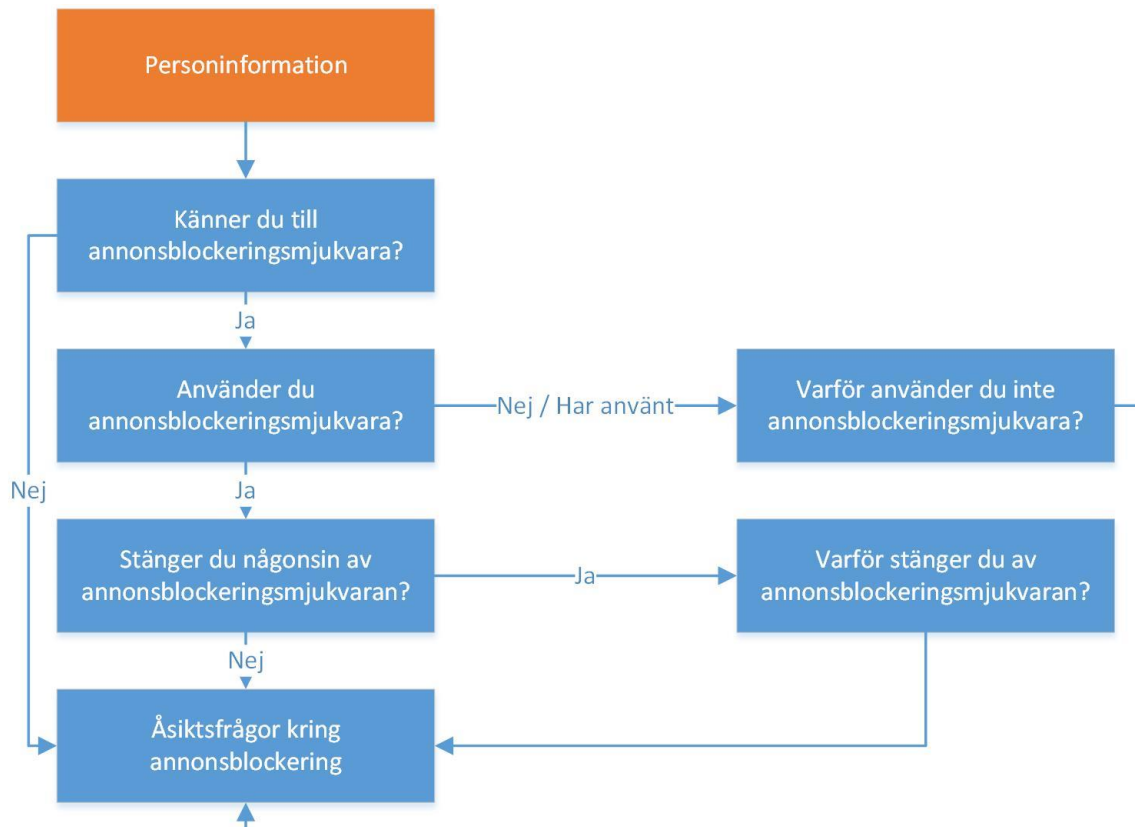 Personinformation
Känner du till
annonsblockeringsmjukvara?
Ja
Använder du
annonsblockeringsmjukvara?
Nej / Har använt
Varför använder du inte
annonsblockeringsmjukvara?
Nej
Ja
Stänger du någonsin av
annonsblockeringsmjukvaran?
Ja
Varför stänger du av
annonsblockeringsmjukvaran?
Nej
Åsiktsfrågor kring
annonsblockering